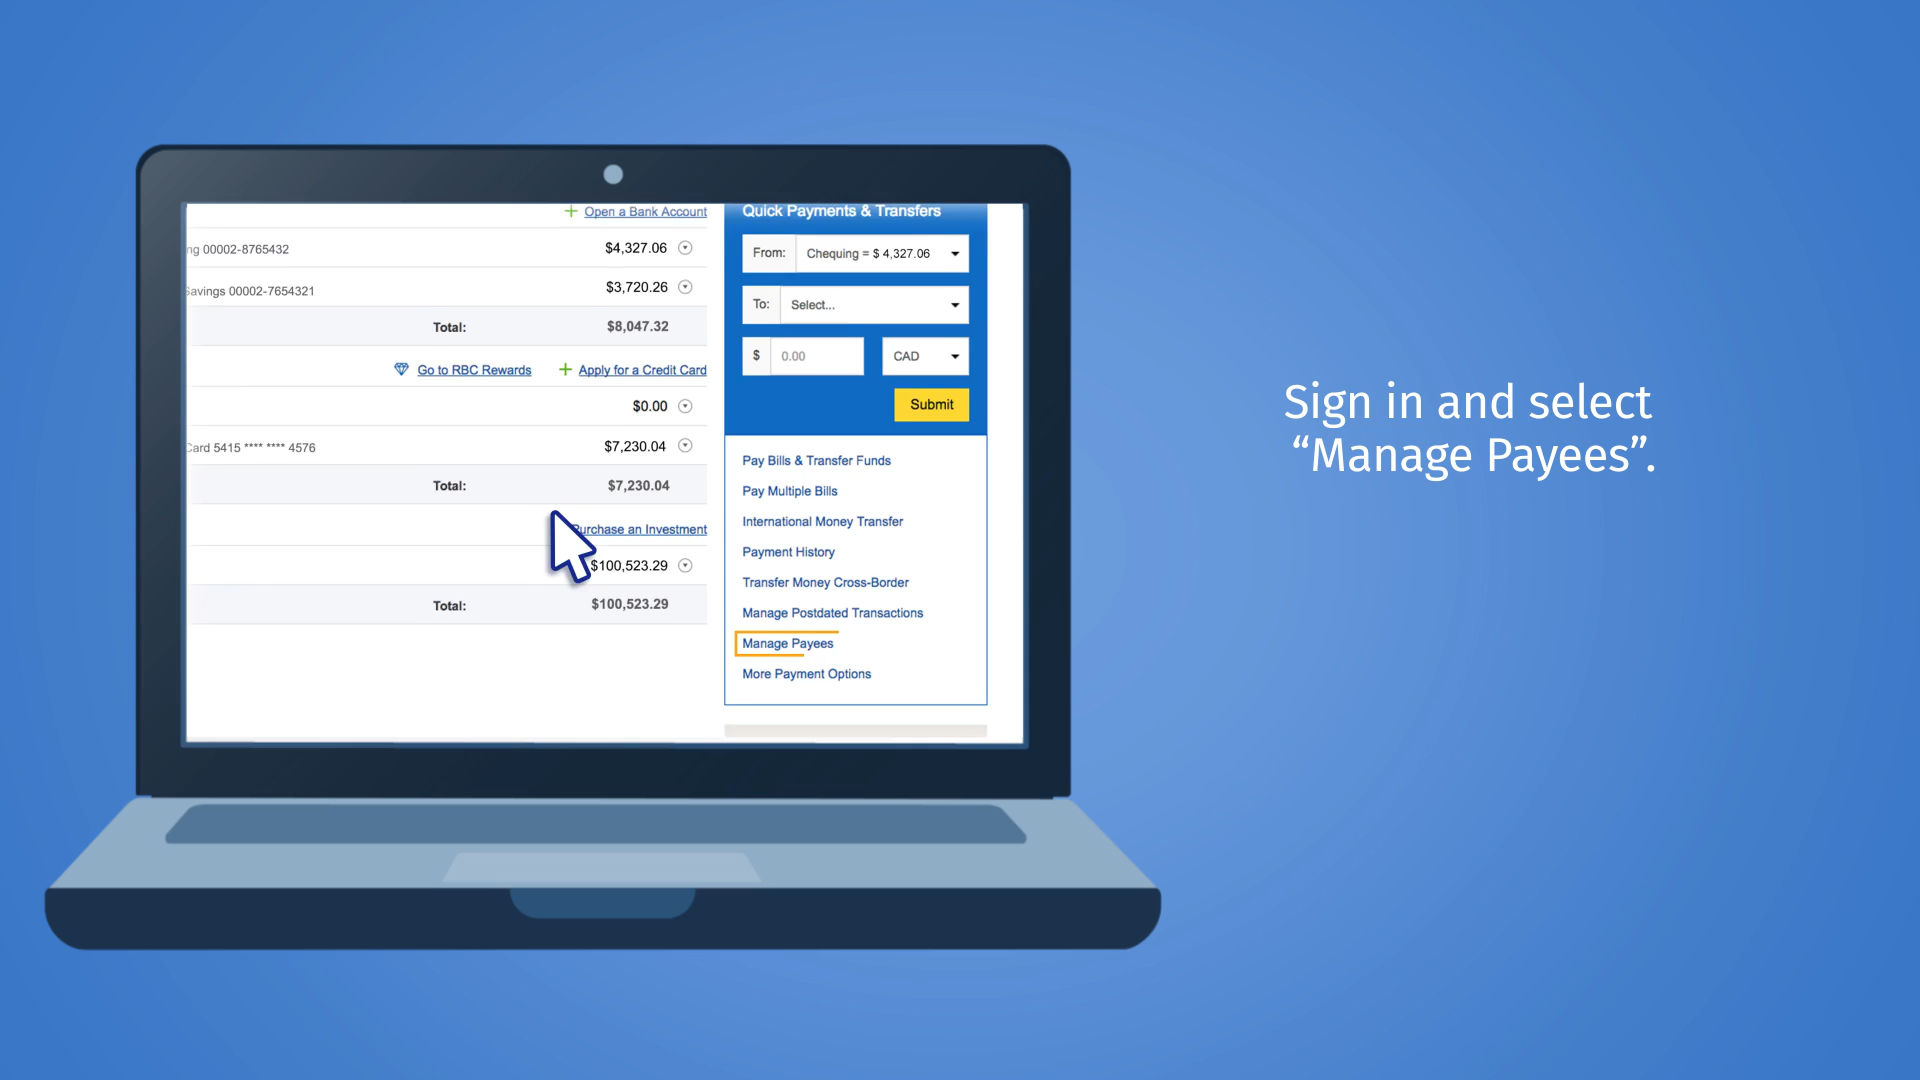 Open a Bank Account
ng 00002-8765432 $4,327.06
Savings 00002-7654321 $3,720.26
Total: $8,047.32
Go to RBC Rewards Apply for a Credit Card
$0.00
Card 5415 **** **** 4576 $7,230.04
Total: $7,230.04
Purchase an Investment
$100,523.29
Total: $100,523.29
Quick Payments & Transfers
From: Chequing = $ 4,327.06
To: Select...
$ 0.00 CAD
Submit
Pay Bills & Transfer Funds
Pay Multiple Bills
International Money Transfer
Payment History
Transfer Money Cross-Border
Manage Postdated Transactions
Manage Payees
More Payment Options
Sign in and select
“Manage Payees”.